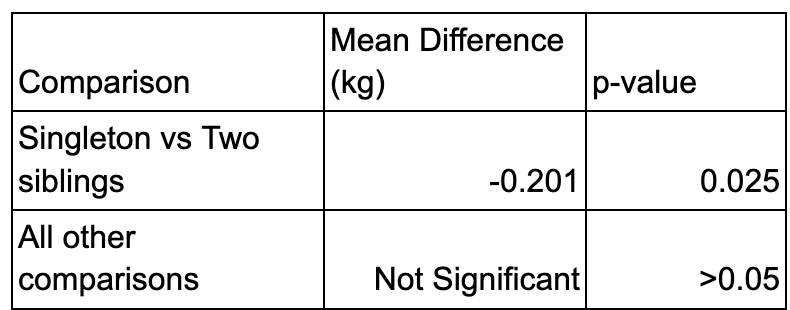 Comparison
Mean Difference
(kg)
p-value
Singleton vs Two
siblings
-0.201
0.025
All other
comparisons
Not Significant
>0.05